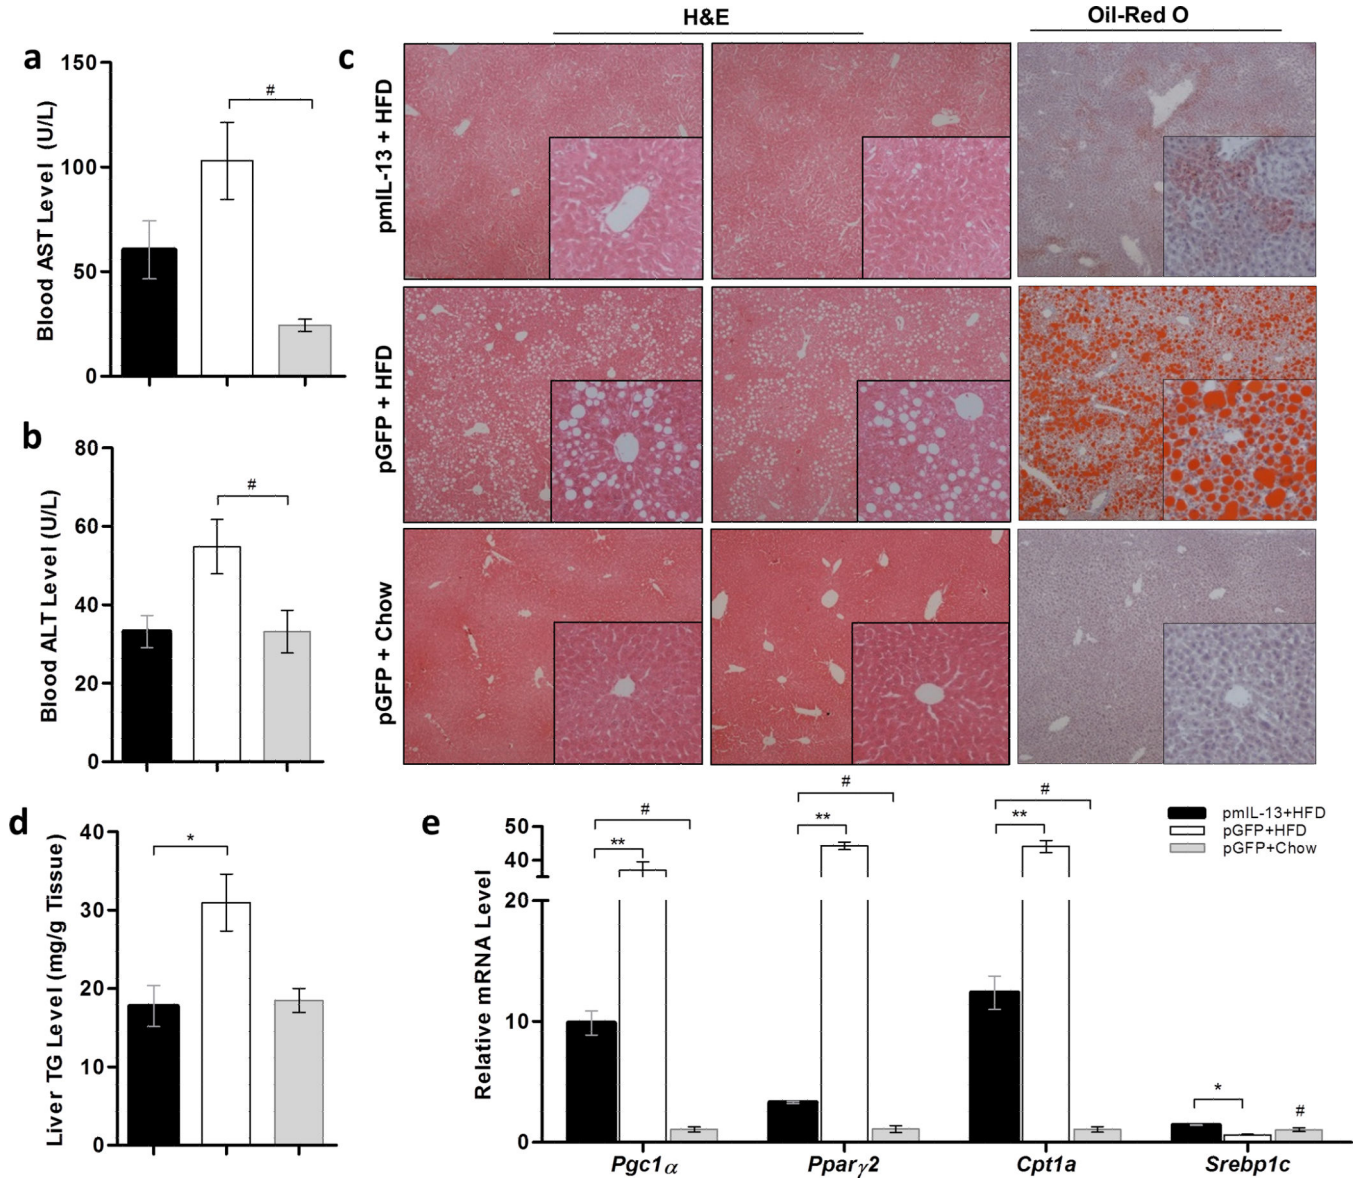 a
150
100
50
0
Blood AST Level (U/L)
#
b
80
60
40
20
0
Blood ALT Level (U/L)
#
c
H&E
Oil-Red O
pmIL-13 + HFD
pGFP + HFD
pGFP + Chow
d
40
30
20
10
0
Liver TG Level (mg/g Tissue)
*
e
50
40
20
10
0
Relative mRNA Level
#
**
#
**
#
**
*
#
Pgc1α
Pparγ2
Cpt1a
Srebp1c
pmIL-13+HFD
pGFP+HFD
pGFP+Chow